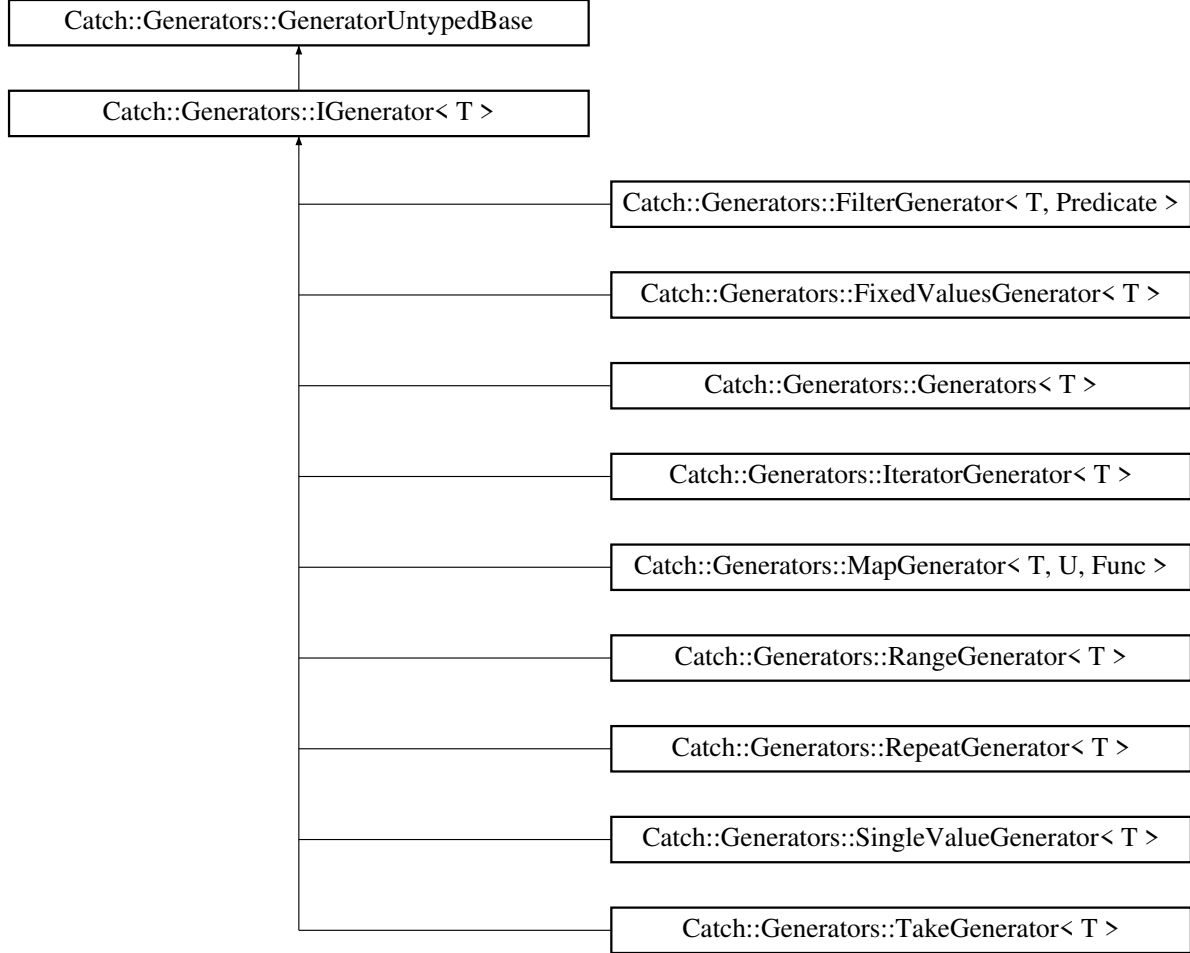 Catch::Generators::GeneratorUntypedBase
Catch::Generators::IGenerator< T >
Catch::Generators::FilterGenerator< T, Predicate >
Catch::Generators::FixedValuesGenerator< T >
Catch::Generators::Generators< T >
Catch::Generators::IteratorGenerator< T >
Catch::Generators::MapGenerator< T, U, Func >
Catch::Generators::RangeGenerator< T >
Catch::Generators::RepeatGenerator< T >
Catch::Generators::SingleValueGenerator< T >
Catch::Generators::TakeGenerator< T >